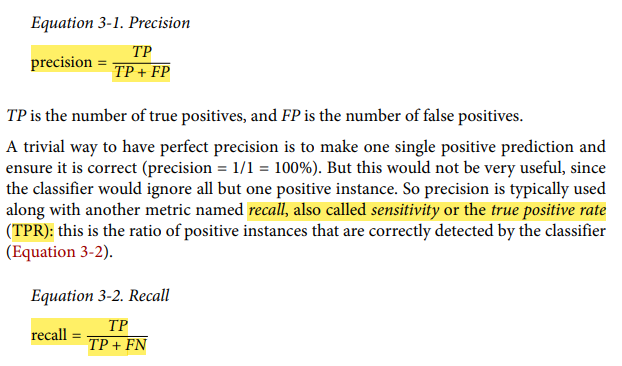 Equation 3-1. Precision
precision = TP / TP + FP
TP is the number of true positives, and FP is the number of false positives.
A trivial way to have perfect precision is to make one single positive prediction and
ensure it is correct (precision = 1/1 = 100%). But this would not be very useful, since
the classifier would ignore all but one positive instance. So precision is typically used
along with another metric named recall, also called sensitivity or the true positive rate
(TPR): this is the ratio of positive instances that are correctly detected by the classifier
(Equation 3-2).
Equation 3-2. Recall
recall = TP / TP + FN